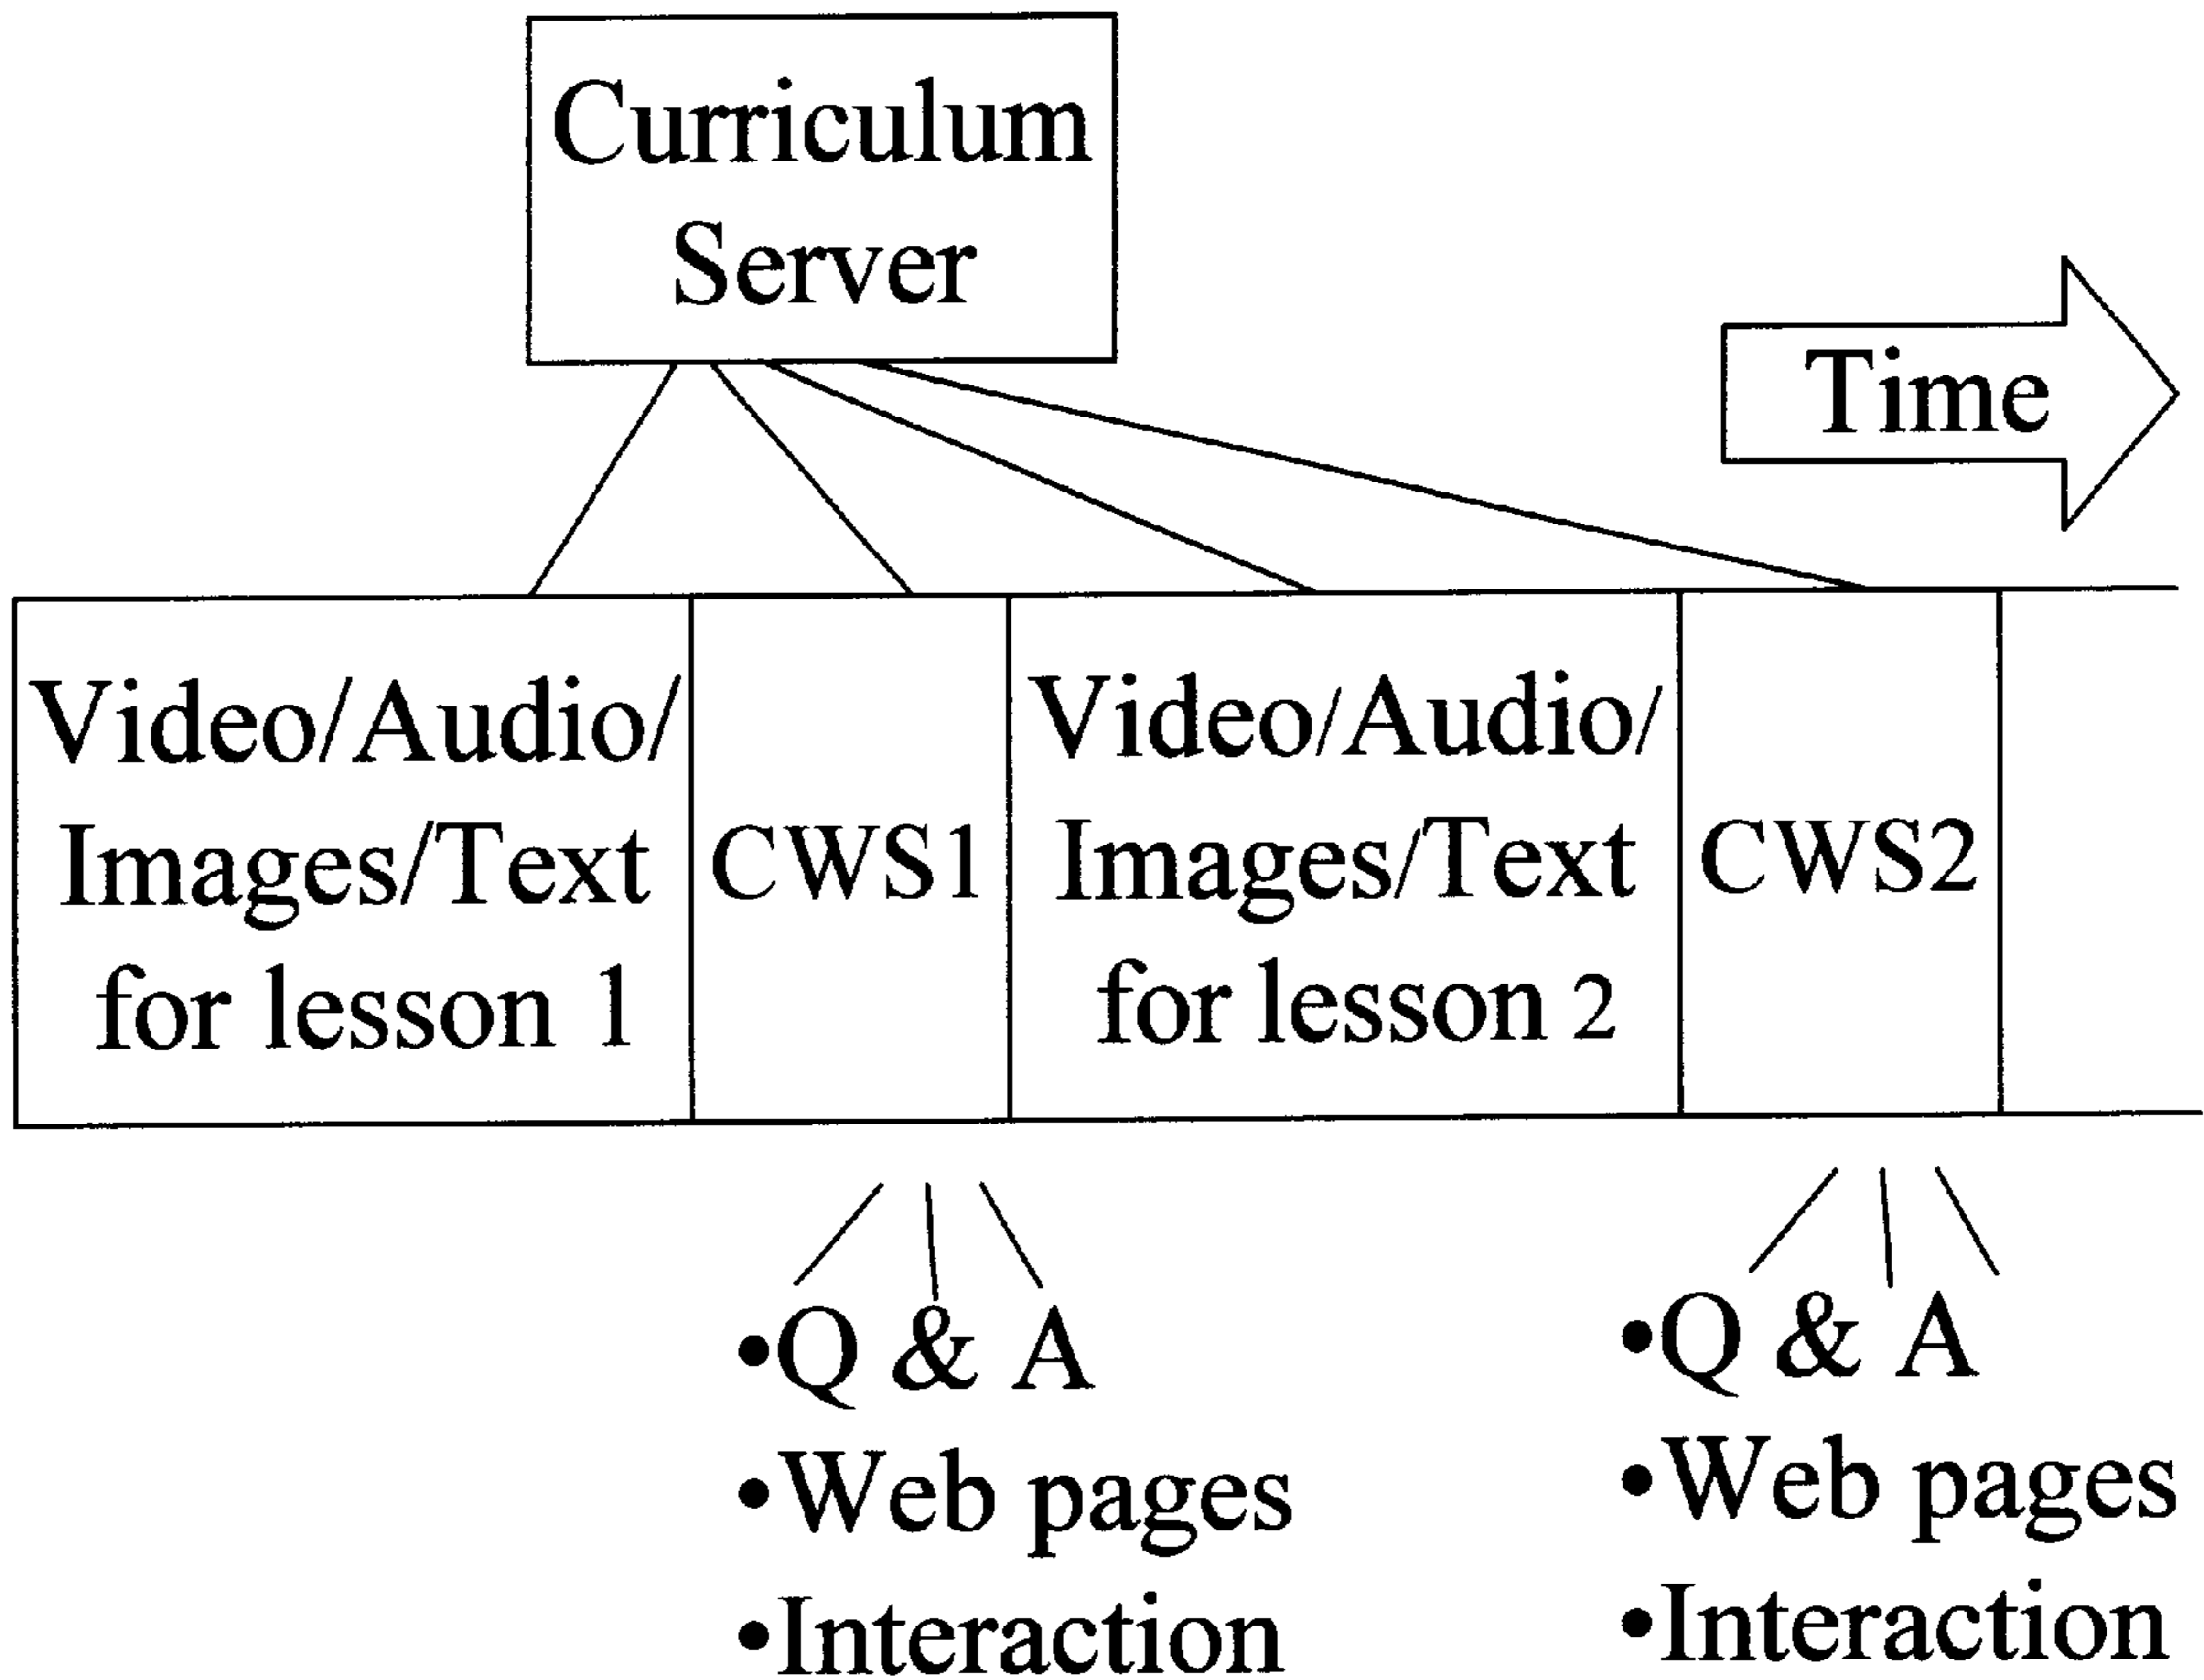 Curriculum
Server
Time
Video/Audio/
Images/Text
for lesson 1
CWS1
Video/Audio/
Images/Text
for lesson 2
CWS2
•Q & A
•Web pages
•Interaction
•Q & A
•Web pages
•Interaction